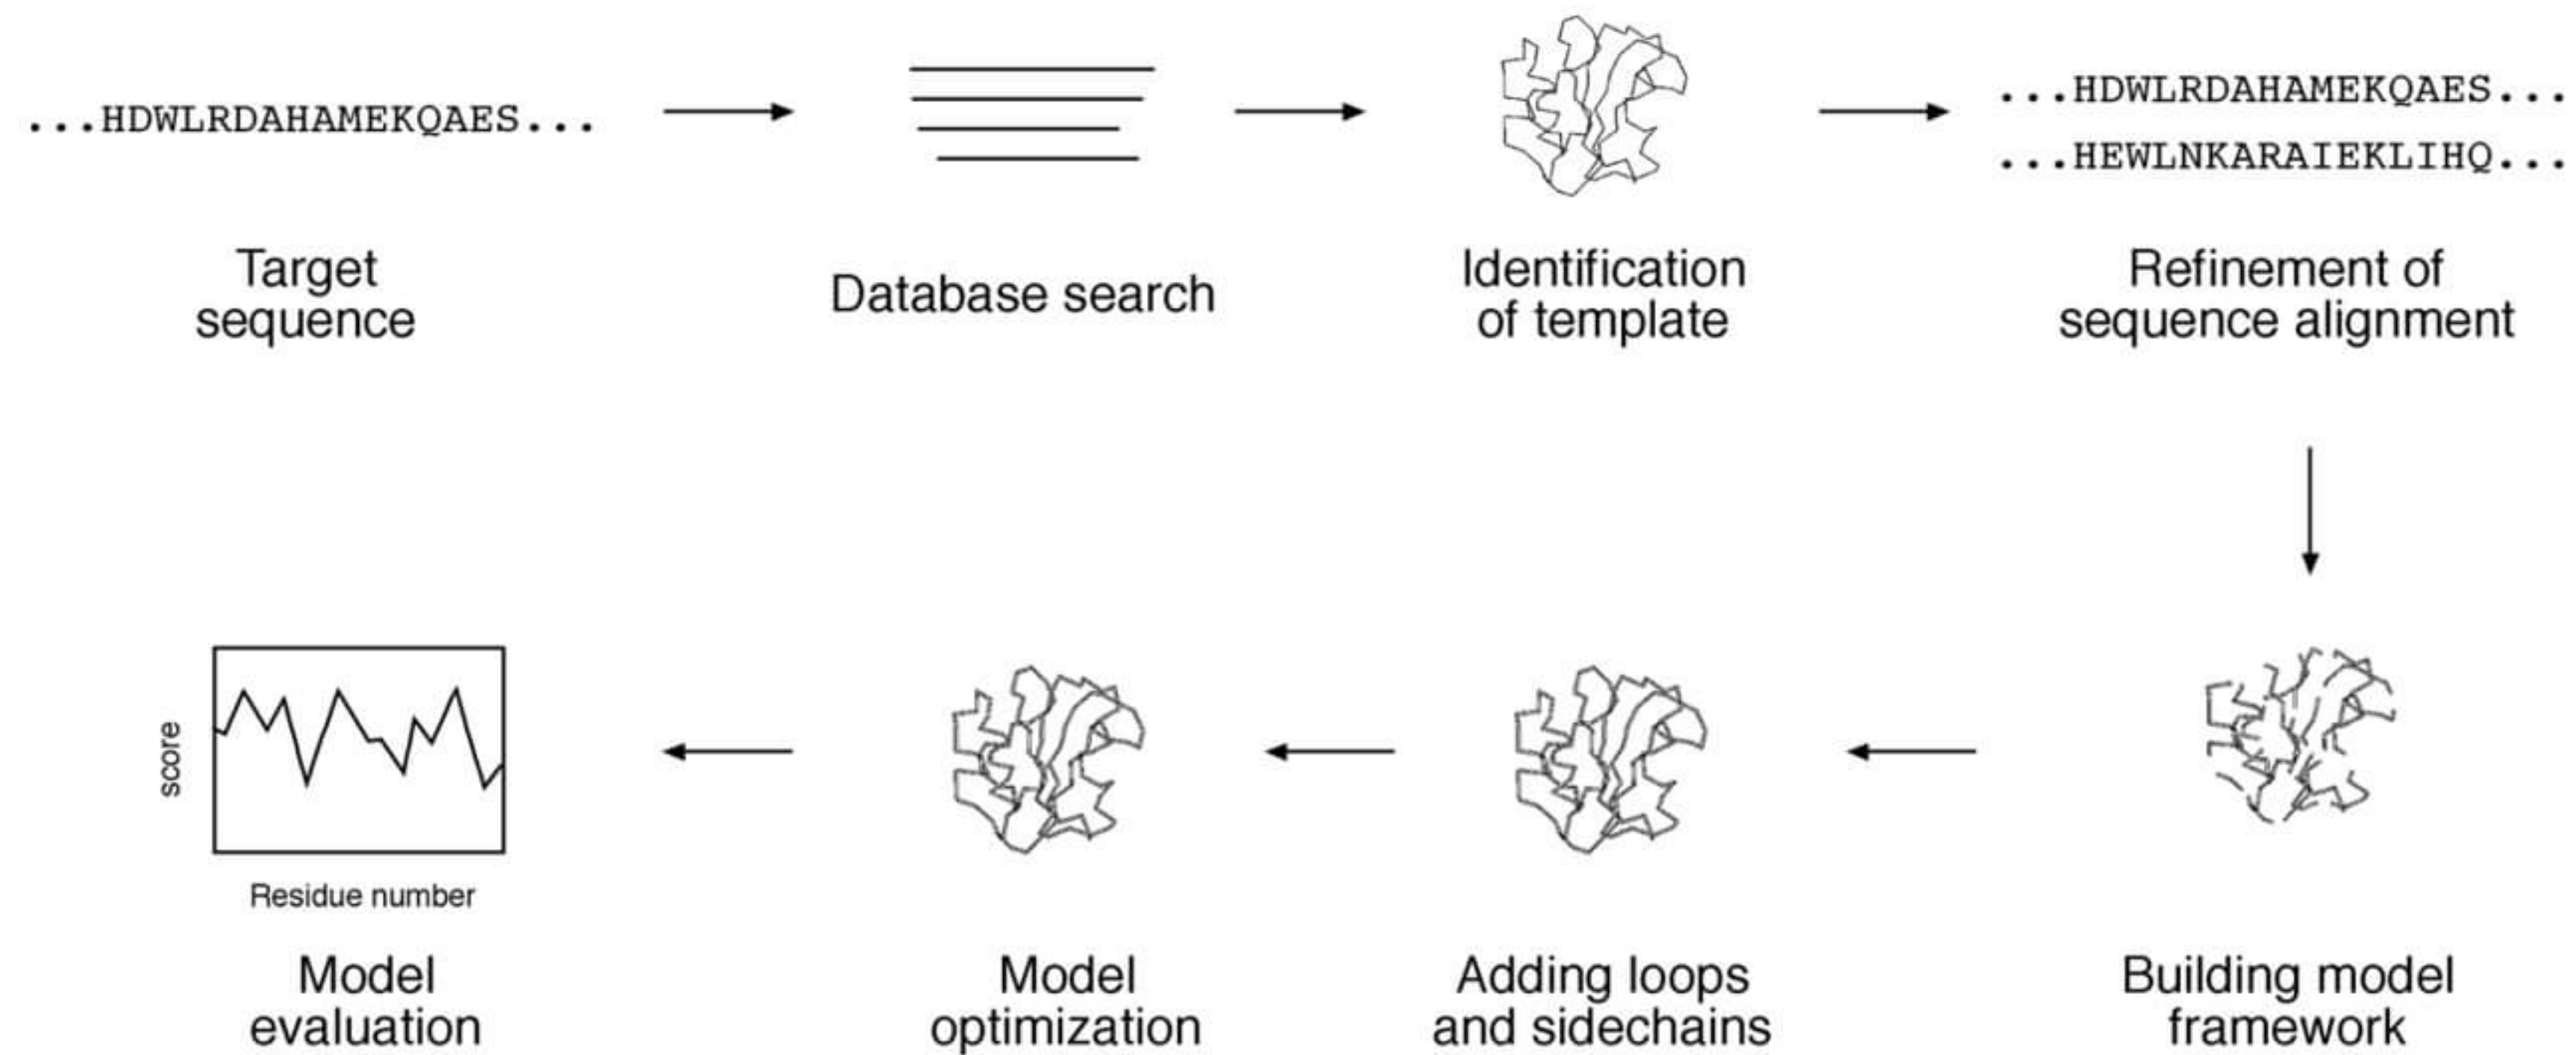 ...HDWLRDAHAMEKQAES...
Target
sequence
Database search
Identification
of template
...HDWLRDAHAMEKQAES...
...HEWLNKARAIEKLIHQ...
Refinement of
sequence alignment
score
Residue number
Model
evaluation
Model
optimization
Adding loops
and sidechains
Building model
framework